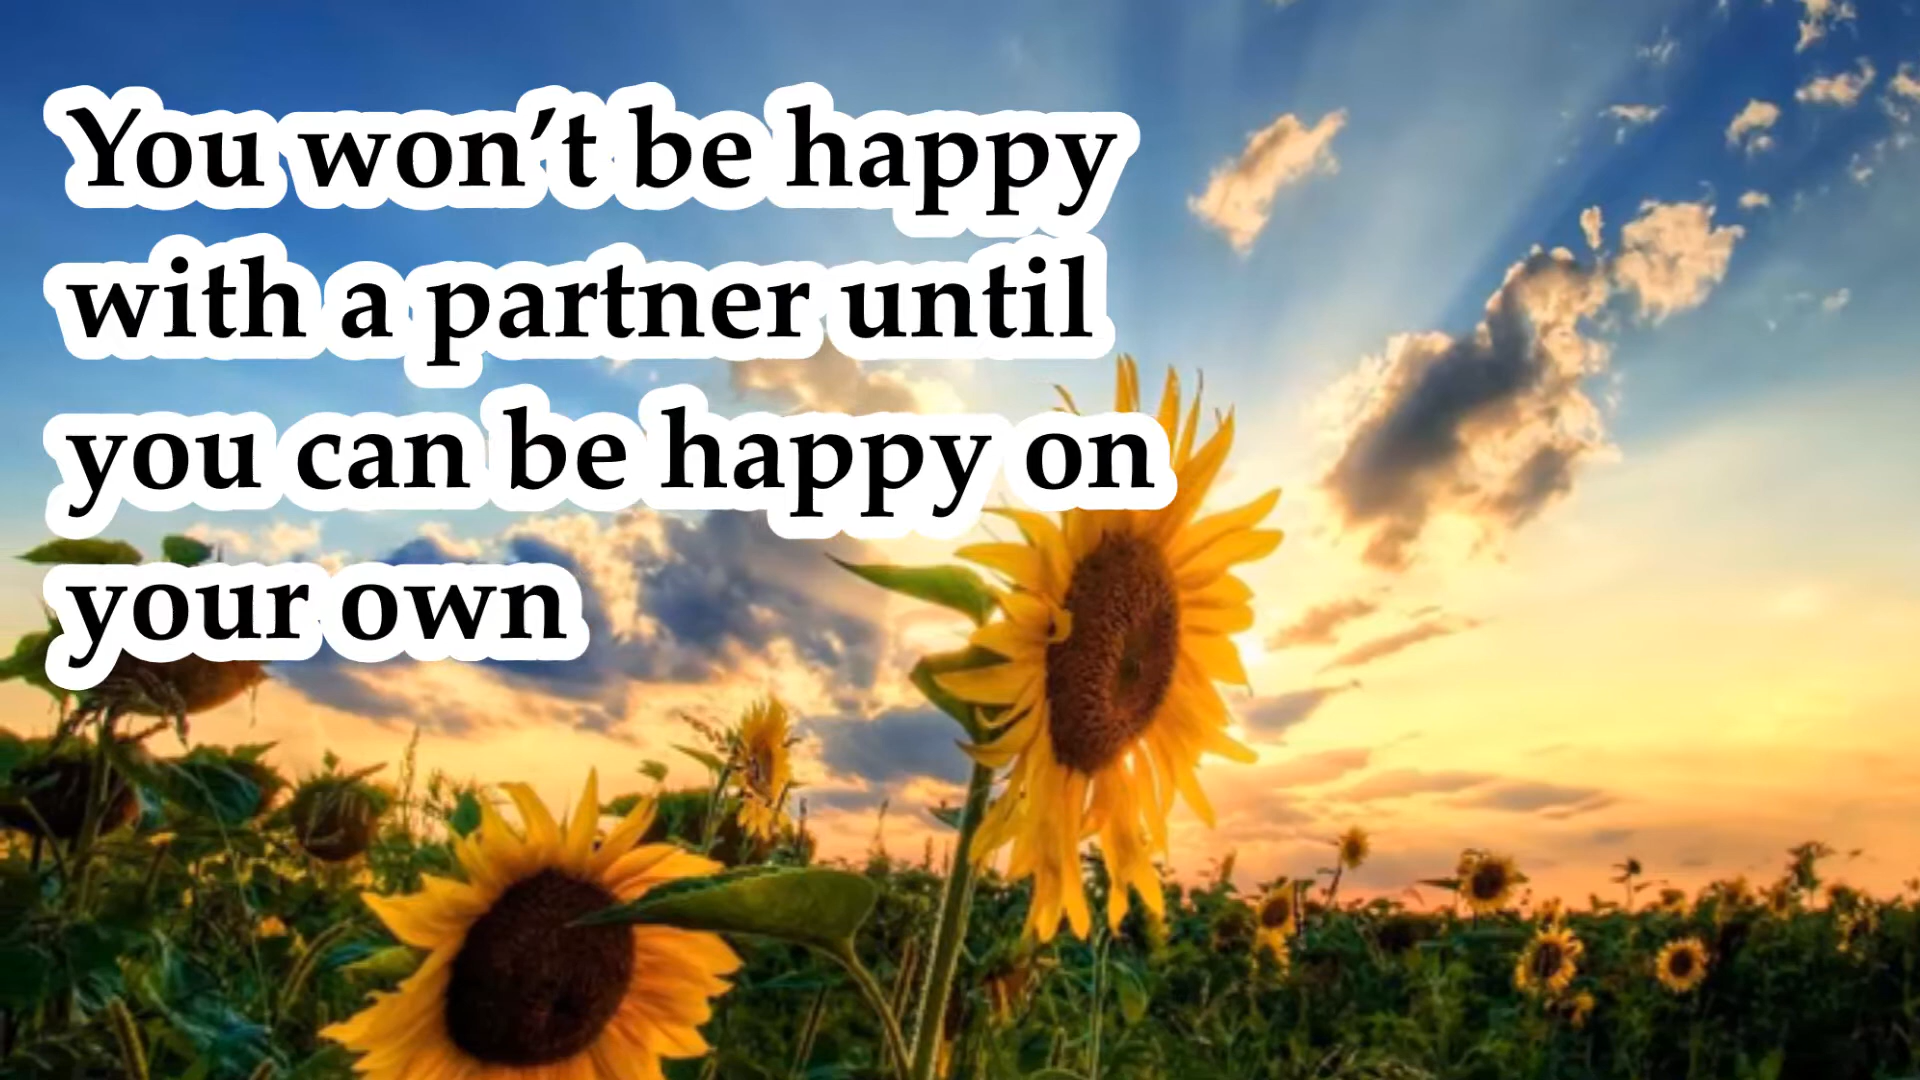 You won’t be happy
with a partner until
you can be happy on
your own